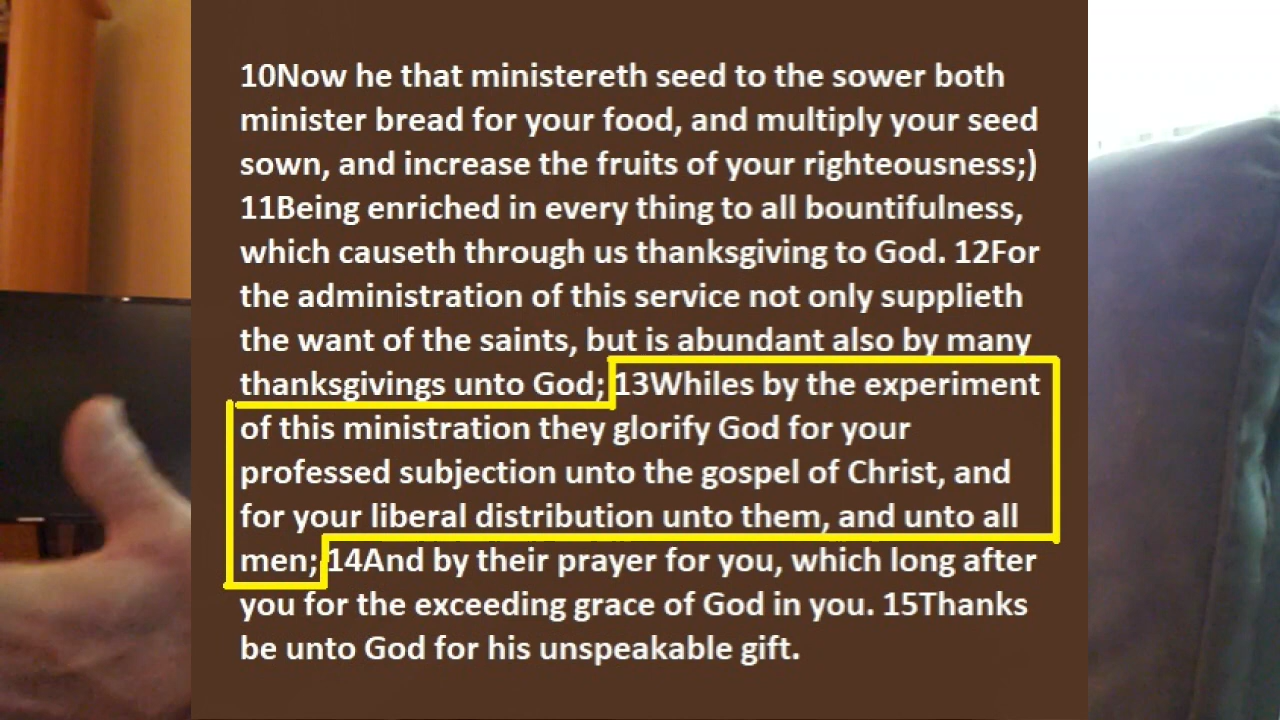 10Now he that ministereth seed to the sower both
minister bread for your food, and multiply your seed
sown, and increase the fruits of your righteousness;)
11Being enriched in every thing to all bountifulness,
which causeth through us thanksgiving to God. 12For
the administration of this service not only supplieth
the want of the saints, but is abundant also by many
thanksgivings unto God; 13Whiles by the experiment
of this ministration they glorify God for your
professed subjection unto the gospel of Christ, and
for your liberal distribution unto them, and unto all
men; 14And by their prayer for you, which long after
you for the exceeding grace of God in you. 15Thanks
be unto God for his unspeakable gift.